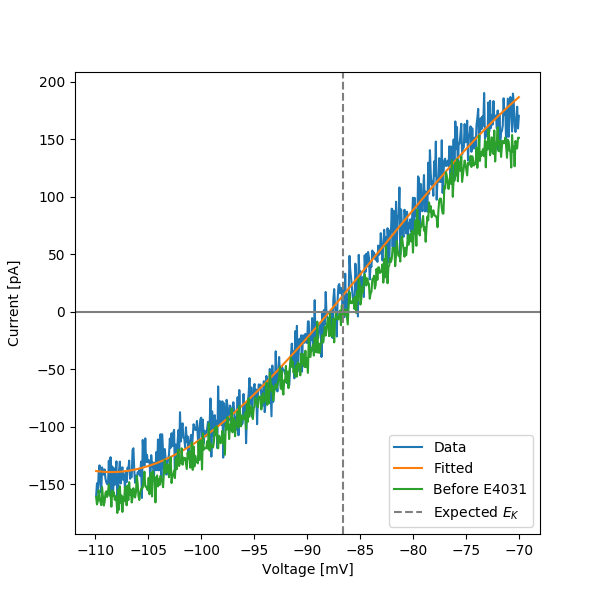 200
150
100
50
0
−50
−100
−150
Current [pA]
−110 −105 −100 −95 −90 −85 −80 −75 −70
Voltage [mV]
Data
Fitted
Before E4031
Expected E_K